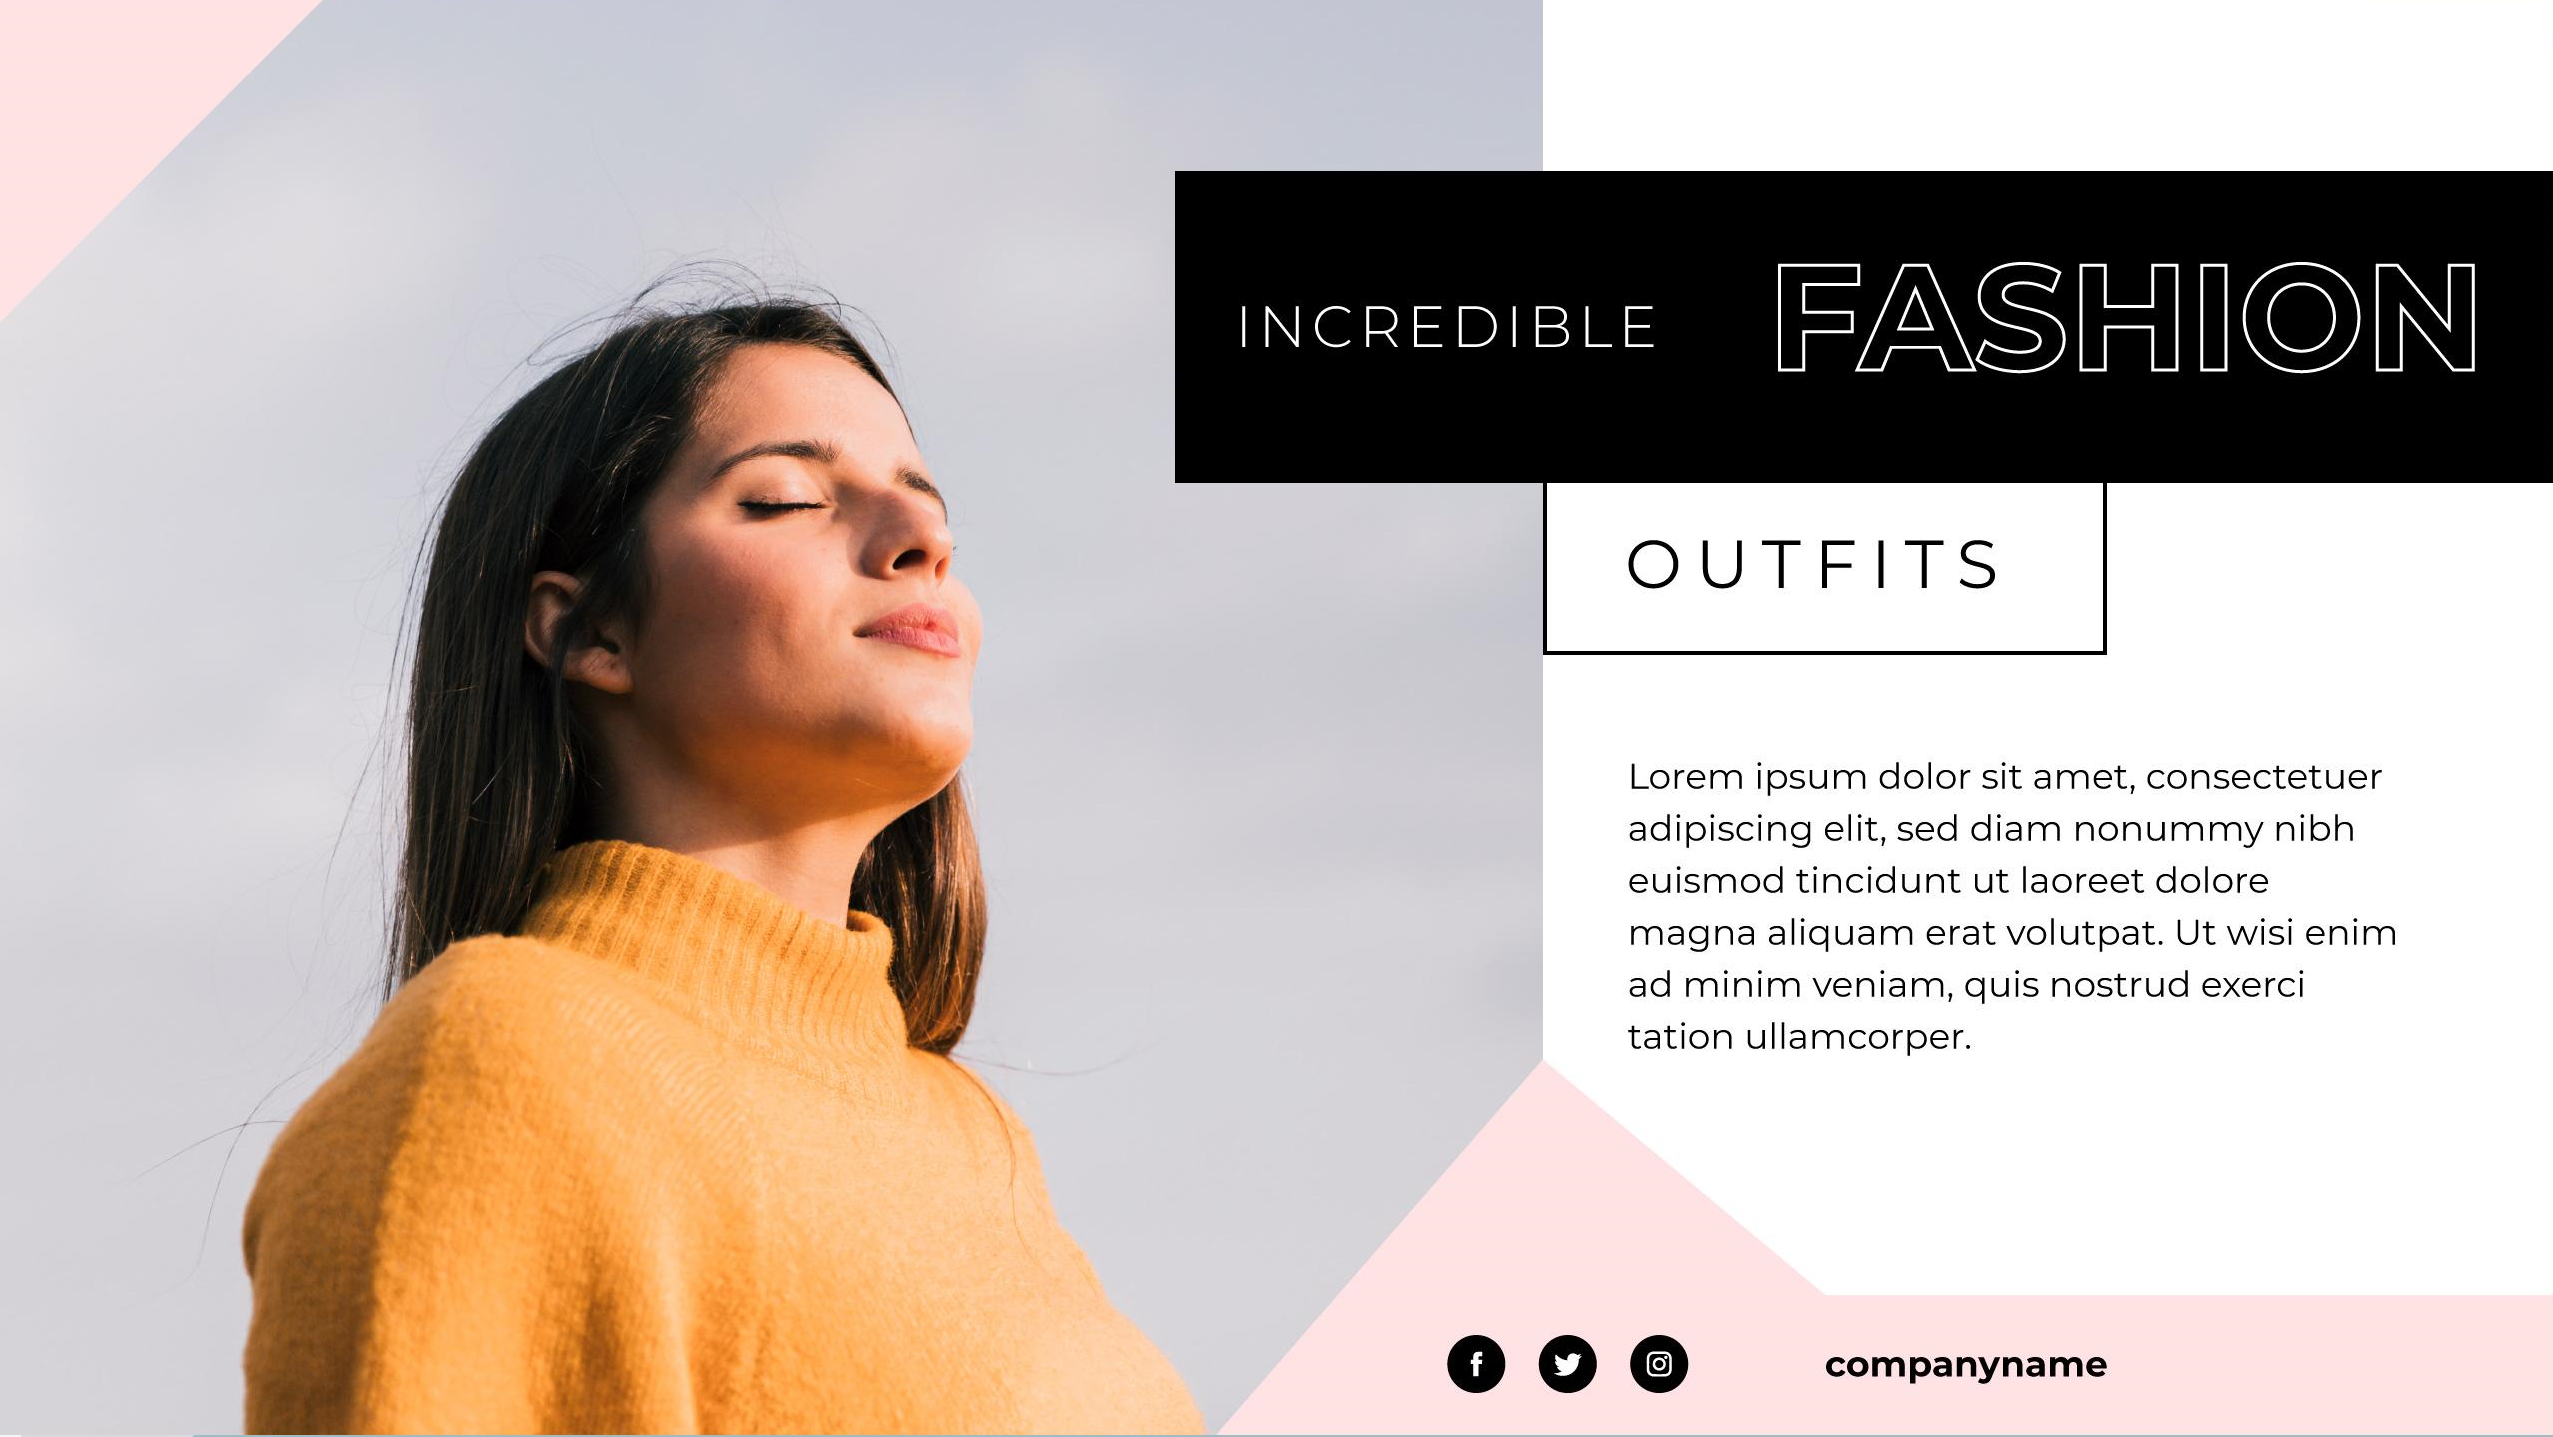 INCREDIBLE FASHION
OUTFITS
Lorem ipsum dolor sit amet, consectetuer
adipiscing elit, sed diam nonummy nibh
euismod tincidunt ut laoreet dolore
magna aliquam erat volutpat. Ut wisi enim
ad minim veniam, quis nostrud exerci
tation ullamcorper.
companyname